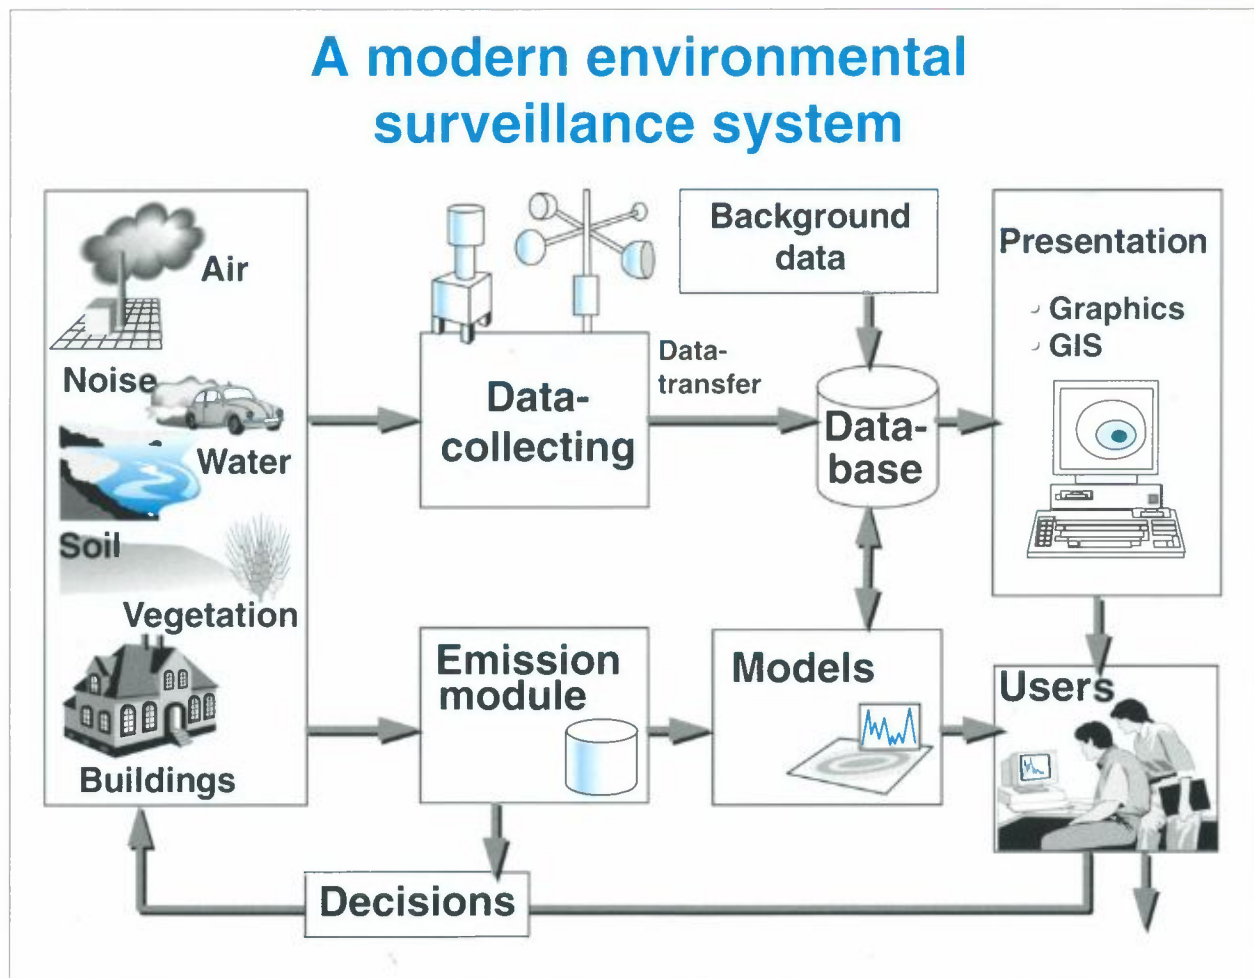 A modern environmental
surveillance system
Air
Noise
Water
Soil
Vegetation
Buildings
Data-
collecting
Data-
transfer
Background
data
Data-
base
Presentation
Graphics
GIS
Emission
module
Models
Users
Decisions